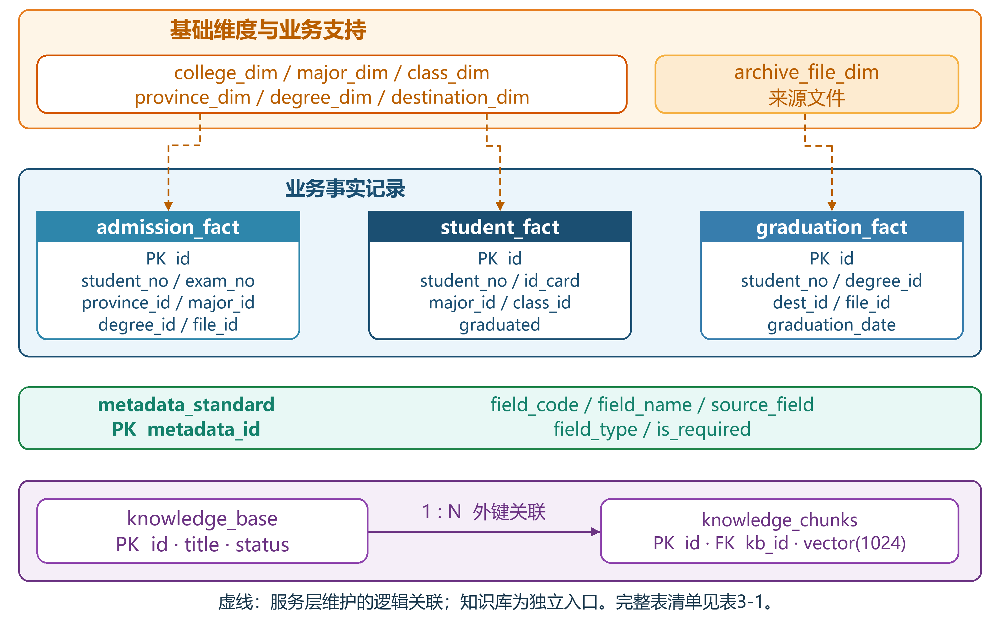 基础维度与业务支持
college_dim / major_dim / class_dim
province_dim / degree_dim / destination_dim
archive_file_dim
来源文件
业务事实记录
admission_fact
PK id
student_no / exam_no
province_id / major_id
degree_id / file_id
student_fact
PK id
student_no / id_card
major_id / class_id
graduated
graduation_fact
PK id
student_no / degree_id
dest_id / file_id
graduation_date
metadata_standard
PK metadata_id
field_code / field_name / source_field
field_type / is_required
knowledge_base
PK id · title · status
1 : N 外键关联
knowledge_chunks
PK id · FK kb_id · vector(1024)
虚线：服务层维护的逻辑关联；知识库为独立入口。完整表清单见表3-1。